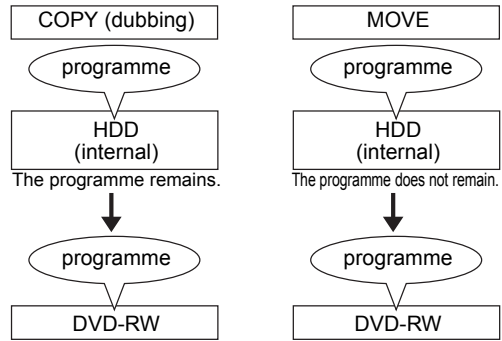 COPY (dubbing)
programme
HDD
(internal)
The programme remains.
programme
DVD-RW
MOVE
programme
HDD
(internal)
The programme does not remain.
programme
DVD-RW